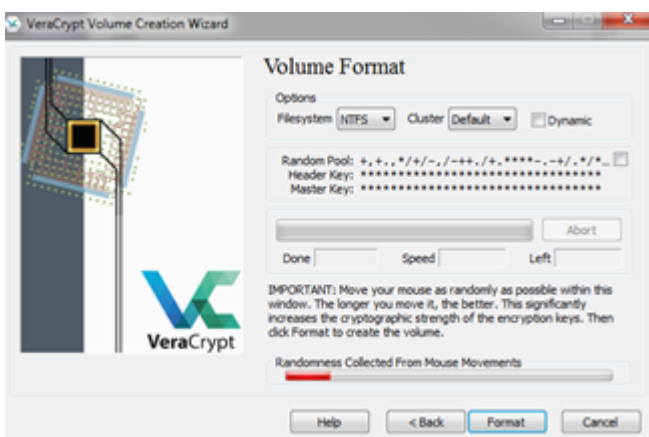 VeraCrypt Volume Creation Wizard
Volume Format
Options
Filesystem NTFS Cluster Default Dynamic
Random Pool: +,+.,*/+/-,/-++./+.****-.-+/.*/*...
Header Key: ********************************
Master Key: ********************************
Abort
Done Speed Left
IMPORTANT: Move your mouse as randomly as possible within this
window. The longer you move it, the better. This significantly
increases the cryptographic strength of the encryption keys. Then
click Format to create the volume.
VeraCrypt
Randomness Collected From Mouse Movements
Help < Back Format Cancel